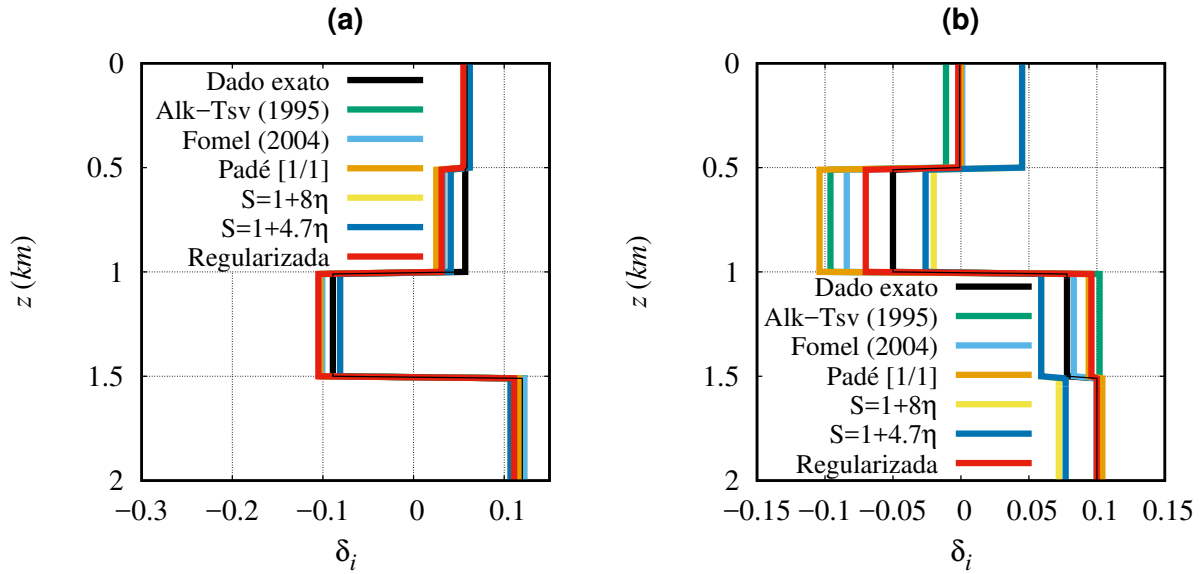 (a)
0
0.5
1
1.5
2
z (km)
Dado exato
Alk−Tsv (1995)
Fomel (2004)
Padé [1/1]
S=1+8η
S=1+4.7η
Regularizada
−0.3
−0.2
−0.1
0
0.1
δi
(b)
0
0.5
1
1.5
2
z (km)
Dado exato
Alk−Tsv (1995)
Fomel (2004)
Padé [1/1]
S=1+8η
S=1+4.7η
Regularizada
−0.15
−0.1
−0.05
0
0.05
0.1
0.15
δi